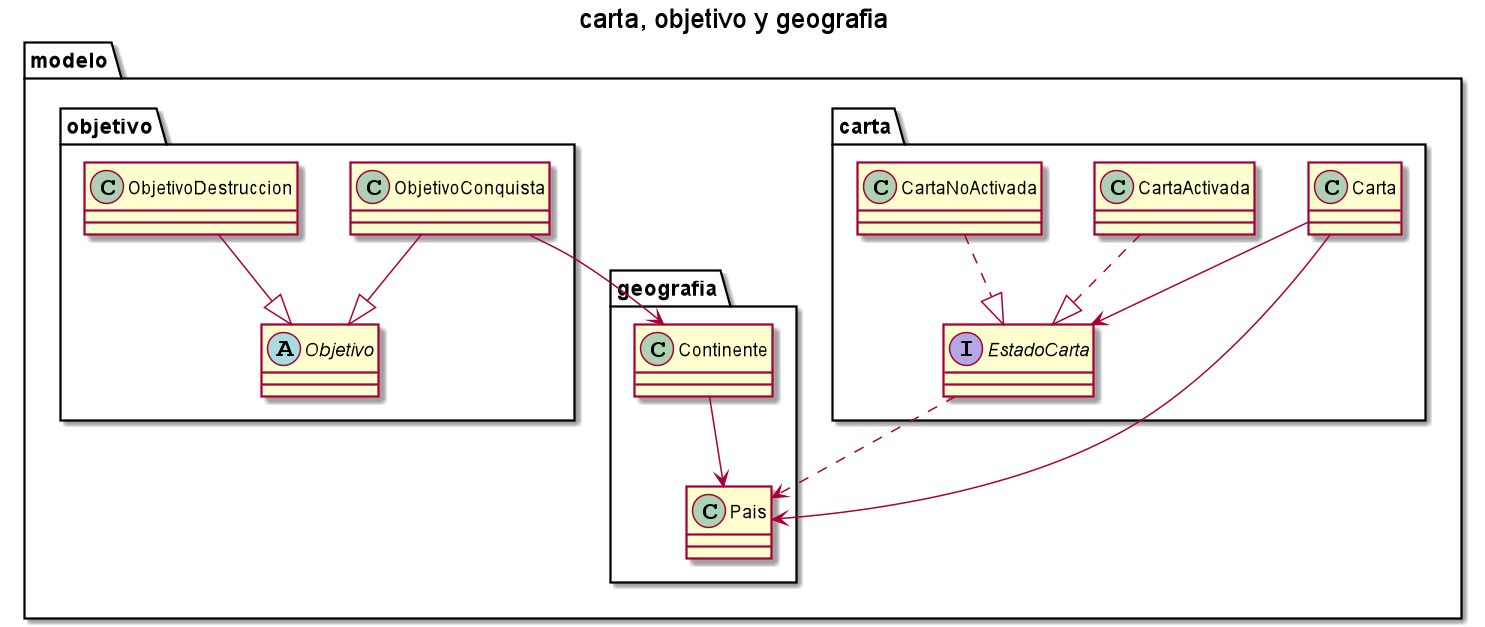 carta, objetivo y geografia
modelo
objetivo
carta
C ObjetivoDestruccion
C ObjetivoConquista
C CartaNoActivada
C CartaActivada
C Carta
geografia
A Objetivo
C Continente
I EstadoCarta
C Pais